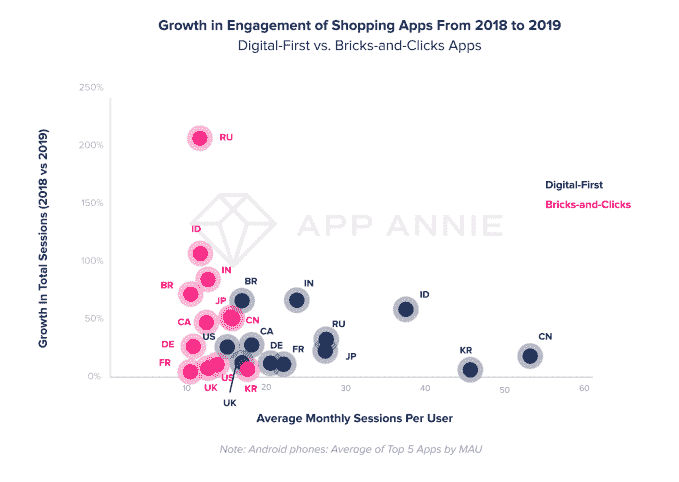 Growth in Engagement of Shopping Apps From 2018 to 2019
Digital-First vs. Bricks-and-Clicks Apps
Growth In Total Sessions (2018 vs 2019)
250%
200%
150%
100%
50%
0%
RU
Digital-First
Bricks-and-Clicks
APP ANNIE
ID
IN
BR
BR
IN
ID
JP
CN
CA
RU
US
CA
DE
DE
FR
JP
KR
CN
FR
UK
US
KR
UK
10
20
30
40
50
60
Average Monthly Sessions Per User
Note: Android phones; Average of Top 5 Apps by MAU